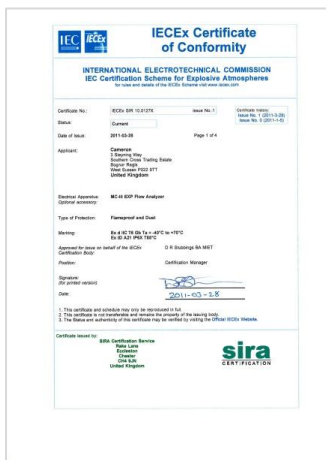 IEC IECEx
IECEx Certificate
of Conformity
INTERNATIONAL ELECTROTECHNICAL COMMISSION
IEC Certification Scheme for Explosive Atmospheres
for rules and details of the IECEx Scheme visit www.iecex.com
Certificate No.: IECEx SIR 10.0127X issue No.:1
Certificate history:
Issue No. 1 (2011-3-28)
Issue No. 0 (2011-1-5)
Status: Current
Date of Issue: 2011-03-28 Page 1 of 4
Applicant: Cameron
3 Steyning Way
Southern Cross Trading Estate
Bognor Regis
West Sussex PO22 9TT
United Kingdom
Electrical Apparatus: MC-III EXP Flow Analyzer
Optional accessory:
Type of Protection: Flameproof and Dust
Marking: Ex d IIC T6 Gb Ta = -40°C to +70°C
Ex tD A21 IP6X T85°C
Approved for issue on behalf of the IECEx
Certification Body: D R Stubbings BA MIET
Position: Certification Manager
Signature:
(for printed version)
Date: 2011-03-28
1. This certificate and schedule may only be reproduced in full.
2. This certificate is not transferable and remains the property of the issuing body.
3. The Status and authenticity of this certificate may be verified by visiting the Official IECEx Website.
Certificate issued by:
SIRA Certification Service
Rake Lane
Eccleston
Chester
CH4 9JN
United Kingdom
sira
CERTIFICATION